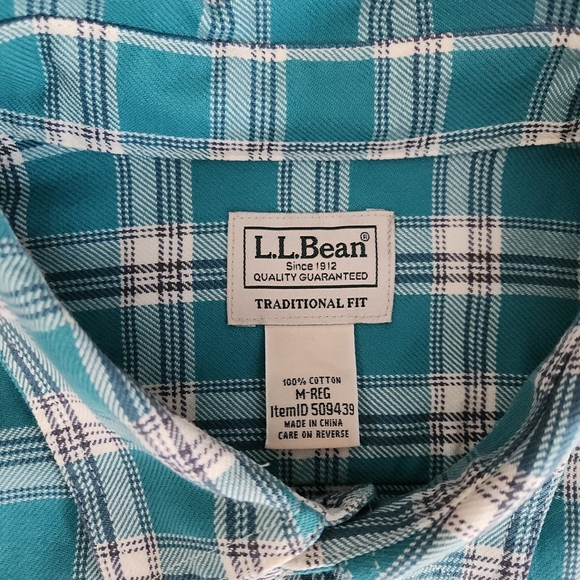 L.L.Bean®
Since 1912
QUALITY GUARANTEED
TRADITIONAL FIT
100% COTTON
M-REG
ItemID 509439
MADE IN CHINA
CARE ON REVERSE